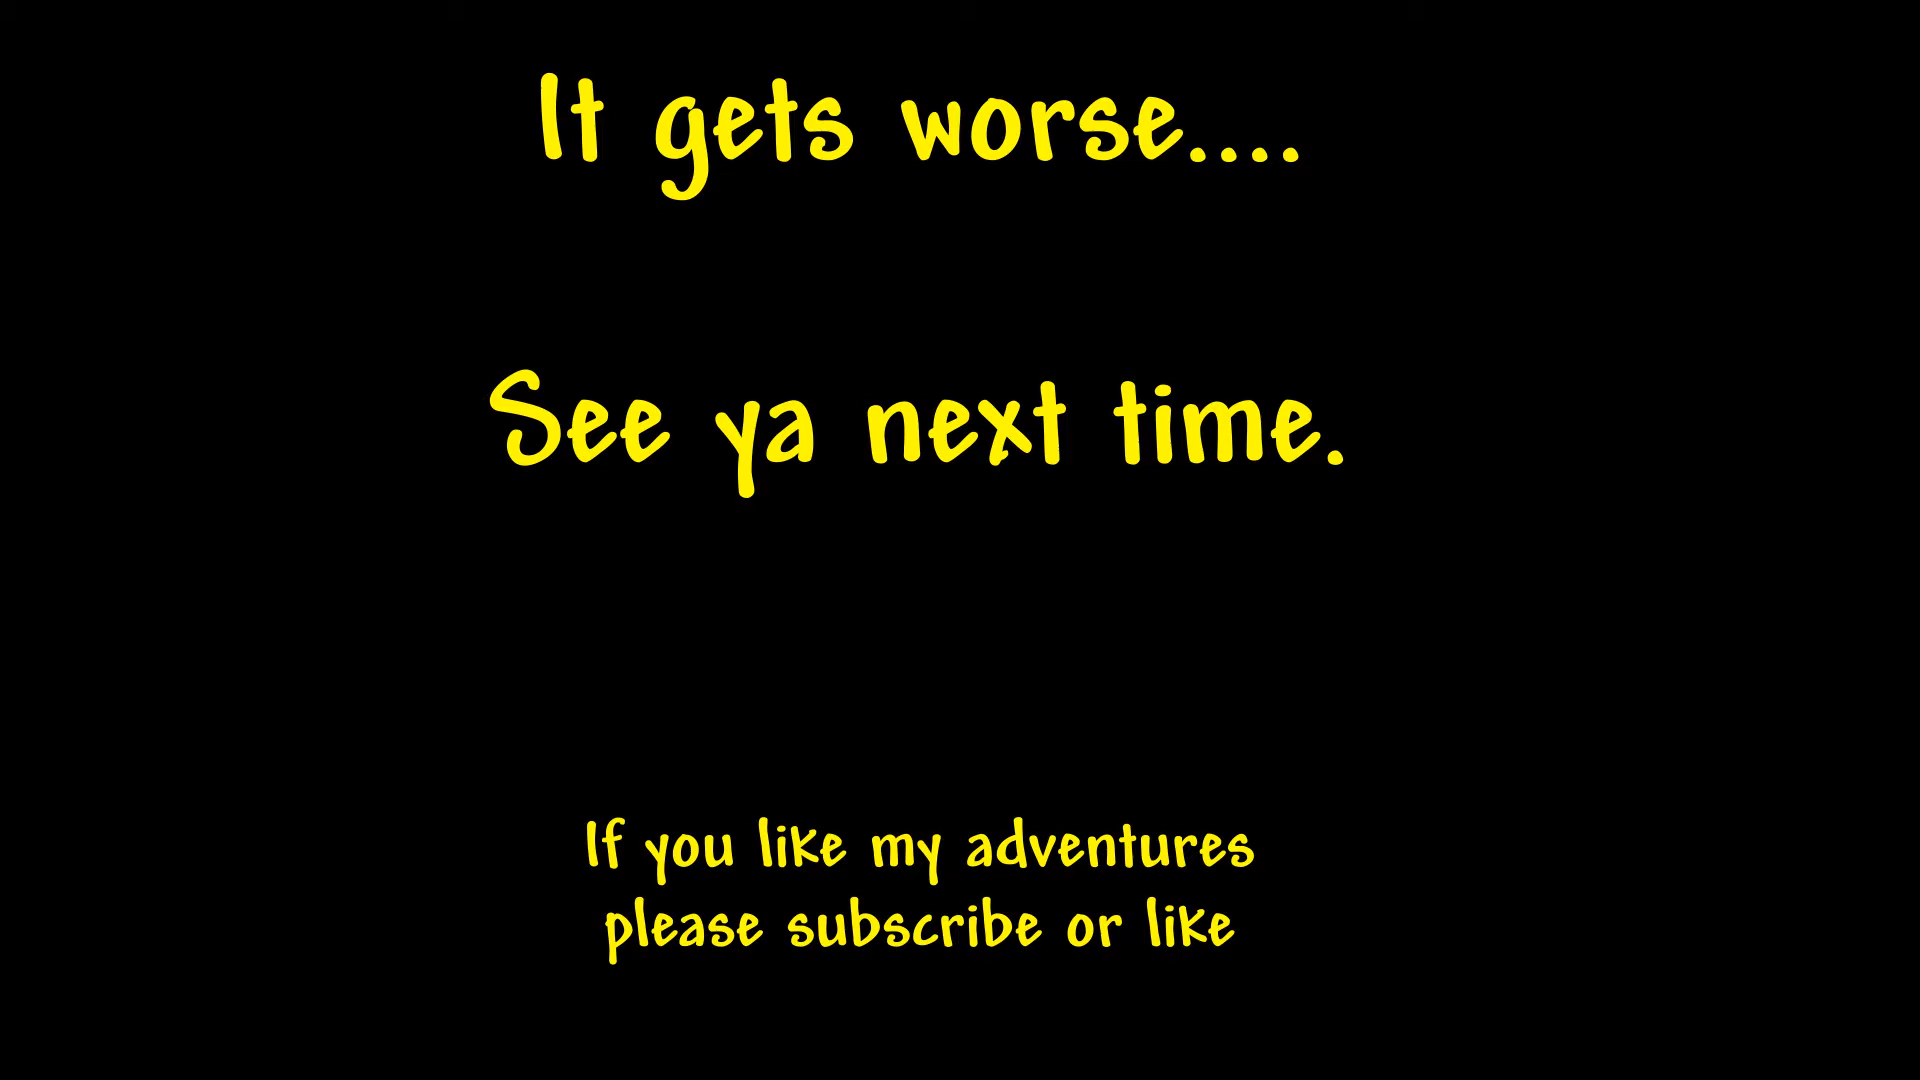 It gets worse....
See ya next time.
If you like my adventures
please subscribe or like